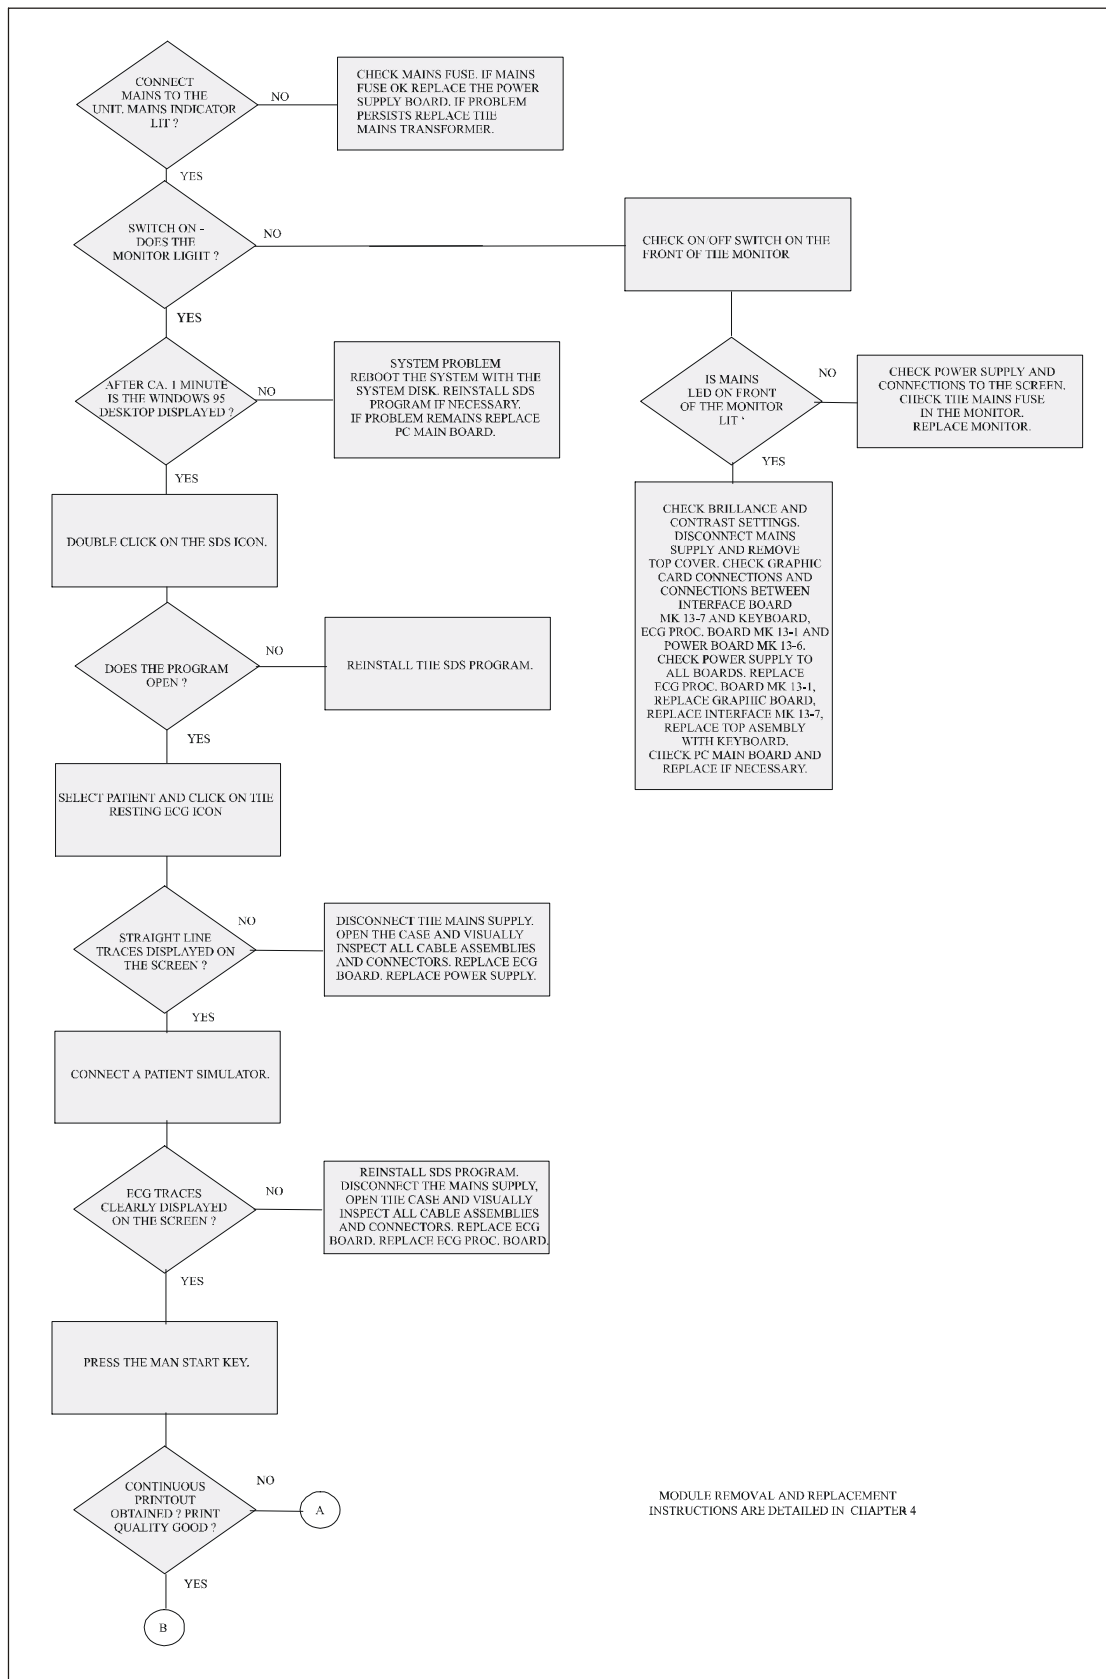 CONNECT
MAINS TO THE
UNIT. MAINS INDICATOR
LIT ?
NO
CHECK MAINS FUSE. IF MAINS
FUSE OK REPLACE THE POWER
SUPPLY BOARD. IF PROBLEM
PERSISTS REPLACE THE
MAINS TRANSFORMER.
YES
SWITCH ON -
DOES THE
MONITOR LIGHT ?
NO
CHECK ON/OFF SWITCH ON THE
FRONT OF THE MONITOR
YES
AFTER CA. 1 MINUTE
IS THE WINDOWS 95
DESKTOP DISPLAYED ?
NO
SYSTEM PROBLEM
REBOOT THE SYSTEM WITH THE
SYSTEM DISK. REINSTALL SDS
PROGRAM IF NECESSARY.
IF PROBLEM REMAINS REPLACE
PC MAIN BOARD.
IS MAINS
LED ON FRONT
OF THE MONITOR
LIT '
NO
CHECK POWER SUPPLY AND
CONNECTIONS TO THE SCREEN.
CHECK THE MAINS FUSE
IN THE MONITOR.
REPLACE MONITOR.
YES
YES
DOUBLE CLICK ON THE SDS ICON.
CHECK BRILLANCE AND
CONTRAST SETTINGS.
DISCONNECT MAINS
SUPPLY AND REMOVE
TOP COVER. CHECK GRAPHIC
CARD CONNECTIONS AND
CONNECTIONS BETWEEN
INTERFACE BOARD
MK 13-7 AND KEYBOARD,
ECG PROC. BOARD MK 13-1 AND
POWER BOARD MK 13-6.
CHECK POWER SUPPLY TO
ALL BOARDS. REPLACE
ECG PROC. BOARD MK 13-1,
REPLACE GRAPHIC BOARD,
REPLACE INTERFACE MK 13-7,
REPLACE TOP ASEMBLY
WITH KEYBOARD.
CHECK PC MAIN BOARD AND
REPLACE IF NECESSARY.
DOES THE PROGRAM
OPEN ?
NO
REINSTALL THE SDS PROGRAM.
YES
SELECT PATIENT AND CLICK ON THE
RESTING ECG ICON
STRAIGHT LINE
TRACES DISPLAYED ON
THE SCREEN ?
NO
DISCONNECT THE MAINS SUPPLY.
OPEN THE CASE AND VISUALLY
INSPECT ALL CABLE ASSEMBLIES
AND CONNECTORS. REPLACE ECG
BOARD. REPLACE POWER SUPPLY.
YES
CONNECT A PATIENT SIMULATOR.
ECG TRACES
CLEARLY DISPLAYED
ON THE SCREEN ?
NO
REINSTALL SDS PROGRAM.
DISCONNECT THE MAINS SUPPLY,
OPEN THE CASE AND VISUALLY
INSPECT ALL CABLE ASSEMBLIES
AND CONNECTORS. REPLACE ECG
BOARD. REPLACE ECG PROC. BOARD.
YES
PRESS THE MAN START KEY.
CONTINUOUS
PRINTOUT
OBTAINED ? PRINT
QUALITY GOOD ?
NO
A
YES
B
MODULE REMOVAL AND REPLACEMENT
INSTRUCTIONS ARE DETAILED IN CHAPTER 4